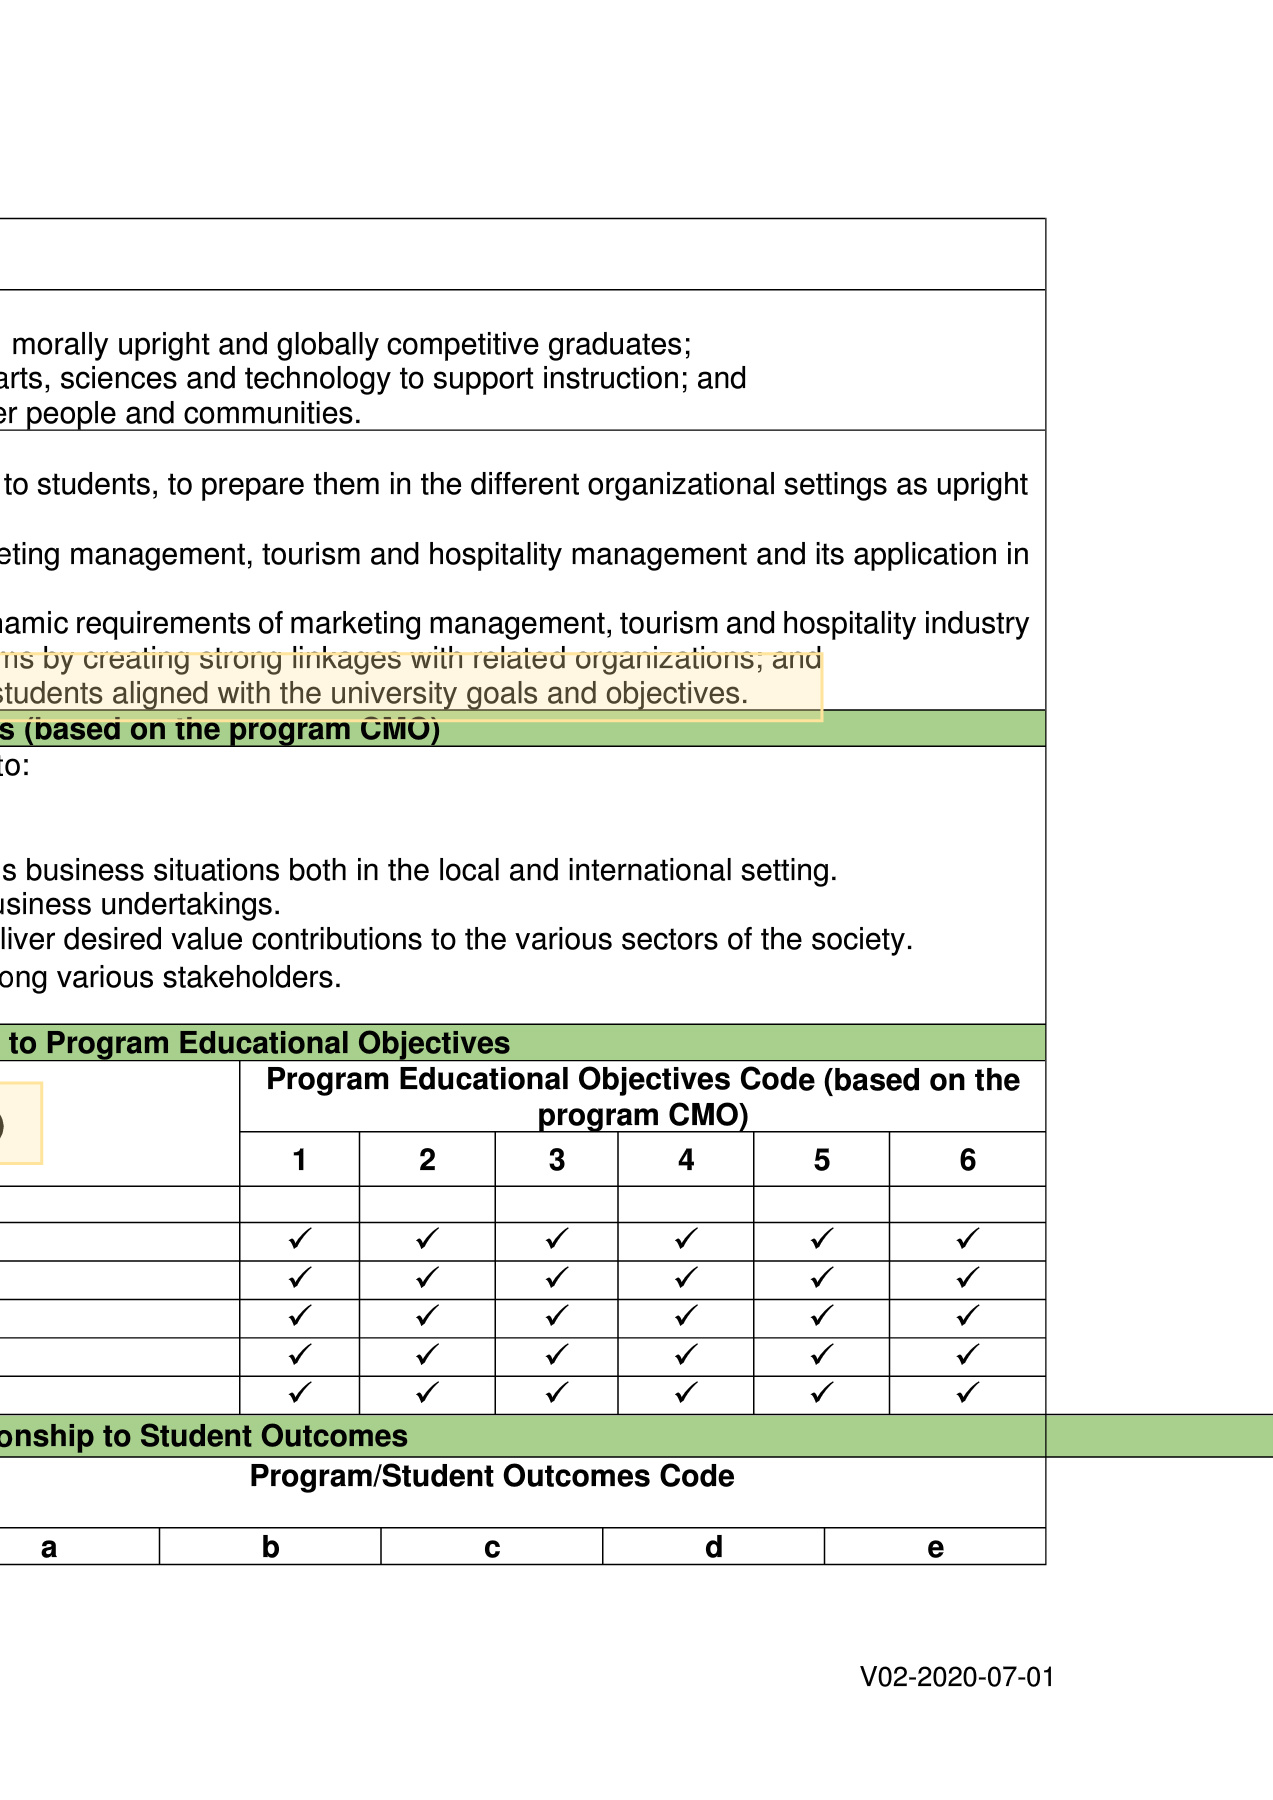 morally upright and globally competitive graduates;
arts, sciences and technology to support instruction; and
er people and communities.
to students, to prepare them in the different organizational settings as upright
eting management, tourism and hospitality management and its application in
namic requirements of marketing management, tourism and hospitality industry
ms by creating strong linkages with related organizations; and
students aligned with the university goals and objectives.
s (based on the program CMO)
to:
s business situations both in the local and international setting.
usiness undertakings.
liver desired value contributions to the various sectors of the society.
ong various stakeholders.
to Program Educational Objectives
Program Educational Objectives Code (based on the
program CMO)
)
1 2 3 4 5 6
✓ ✓ ✓ ✓ ✓ ✓
✓ ✓ ✓ ✓ ✓ ✓
✓ ✓ ✓ ✓ ✓ ✓
✓ ✓ ✓ ✓ ✓ ✓
✓ ✓ ✓ ✓ ✓ ✓
onship to Student Outcomes
Program/Student Outcomes Code
a b c d e
V02-2020-07-01